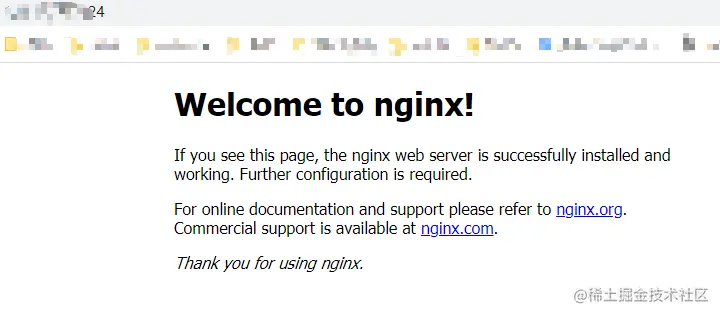 24
Welcome to nginx!
If you see this page, the nginx web server is successfully installed and
working. Further configuration is required.
For online documentation and support please refer to nginx.org.
Commercial support is available at nginx.com.
Thank you for using nginx.
@稀土掘金技术社区